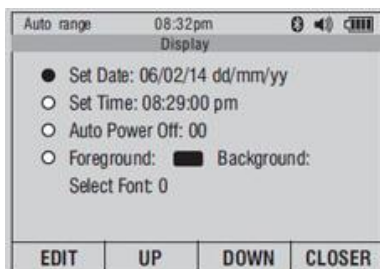 Auto range 08:32pm
Display
Set Date: 06/02/14 dd/mm/yy
Set Time: 08:29:00 pm
Auto Power Off: 00
Foreground: Background:
Select Font: 0
EDIT UP DOWN CLOSER